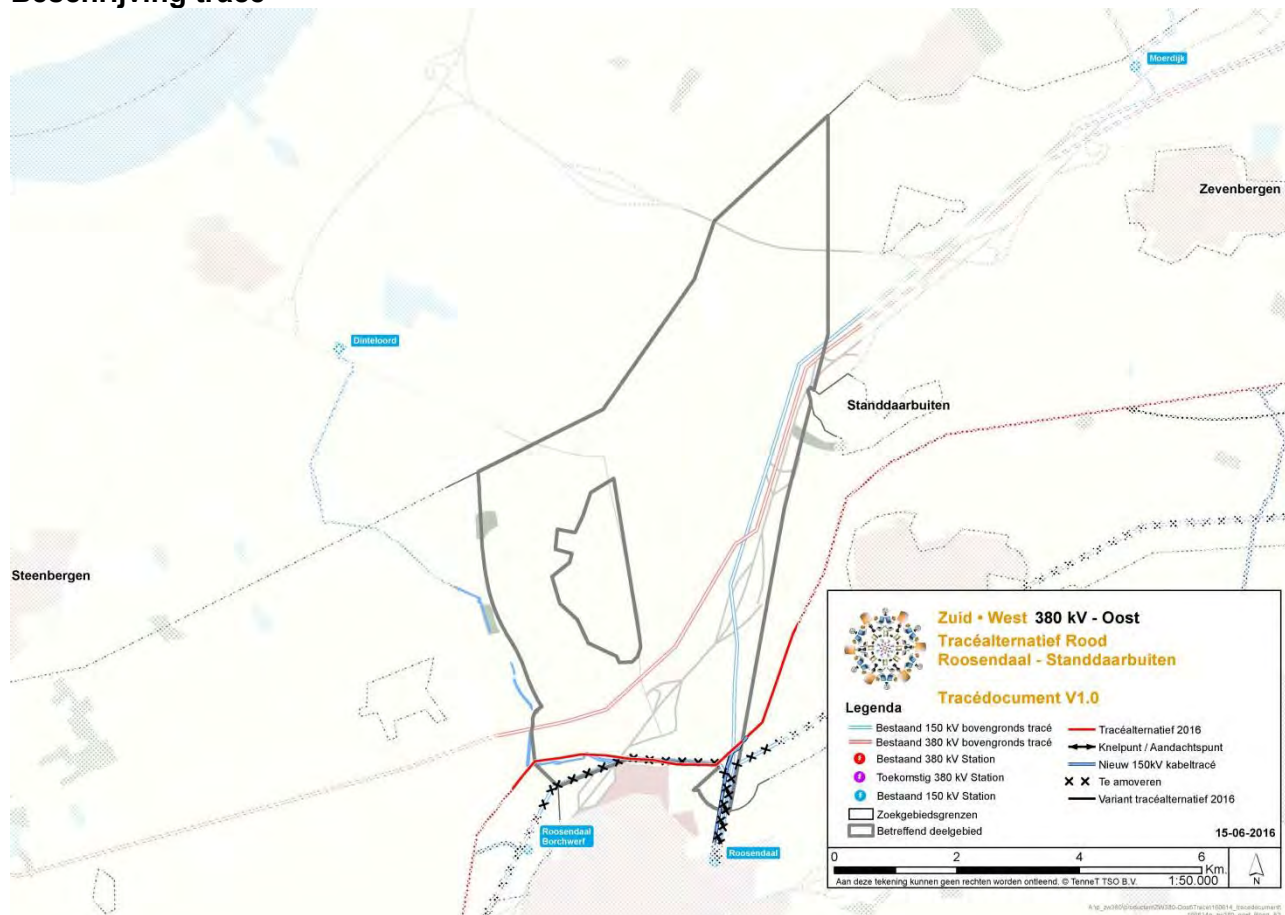 Beschrijving tracé
Moerdijk
Zevenbergen
Dinteloord
Standdaarbuiten
Steenbergen
Roosendaal
Borchwerf
Roosendaal
Zuid • West 380 kV - Oost
Tracéalternatief Rood
Roosendaal - Standdaarbuiten
Tracédocument V1.0
Legenda
Bestaand 150 kV bovengronds tracé
Bestaand 380 kV bovengronds tracé
Bestaand 380 kV Station
Toekomstig 380 kV Station
Bestaand 150 kV Station
Zoekgebiedsgrenzen
Betreffend deelgebied
Tracéalternatief 2016
Knelpunt / Aandachtspunt
Nieuw 150kV kabeltracé
Te amoveren
Variant tracéalternatief 2016
15-06-2016
0 2 4 6
Km.
Aan deze tekening kunnen geen rechten worden ontleend. © TenneT TSO B.V.
1:50.000
N